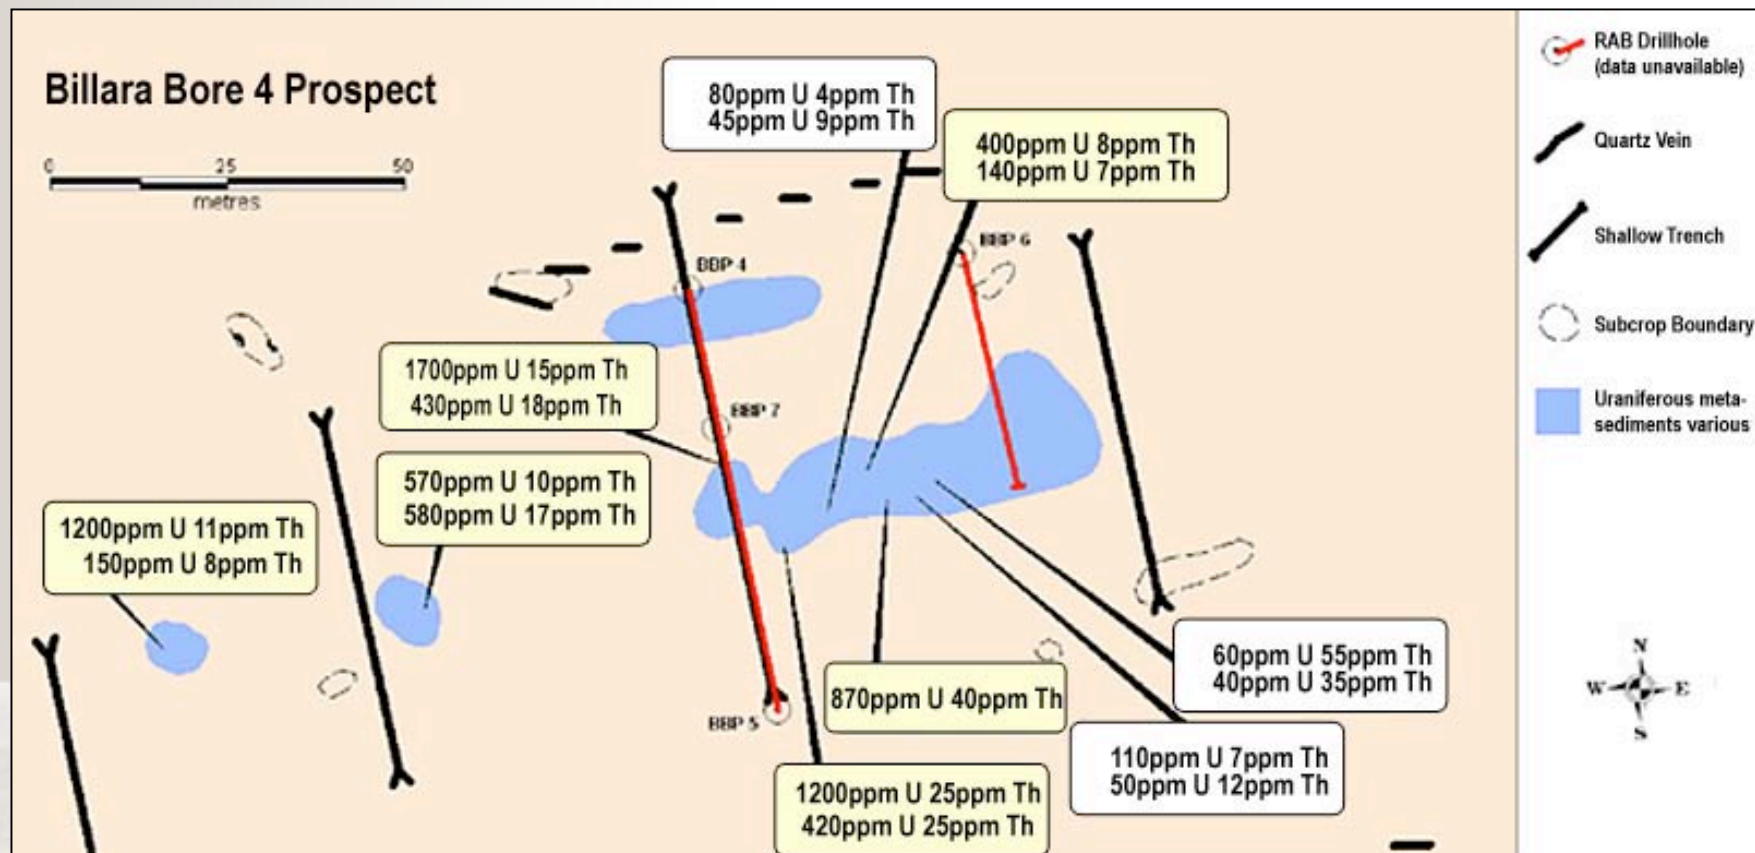 Billara Bore 4 Prospect
0 25 50
metres
80ppm U 4ppm Th
45ppm U 9ppm Th
400ppm U 8ppm Th
140ppm U 7ppm Th
BBP 6
BBP 4
1700ppm U 15ppm Th
430ppm U 18ppm Th
BBP 7
570ppm U 10ppm Th
580ppm U 17ppm Th
1200ppm U 11ppm Th
150ppm U 8ppm Th
BBP 5
870ppm U 40ppm Th
60ppm U 55ppm Th
40ppm U 35ppm Th
110ppm U 7ppm Th
50ppm U 12ppm Th
1200ppm U 25ppm Th
420ppm U 25ppm Th
RAB Drillhole
(data unavailable)
Quartz Vein
Shallow Trench
Subcrop Boundary
Uraniferous meta-
sediments various
N
W E
S